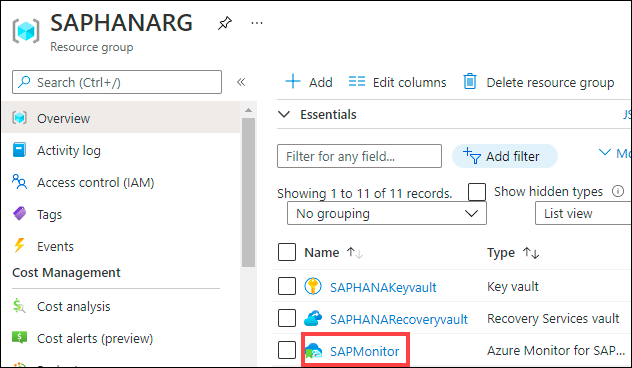 SAPHANARG
Resource group
Search (Ctrl+/)
Overview
Activity log
Access control (IAM)
Tags
Events
Cost Management
Cost analysis
Cost alerts (preview)
Add
Edit columns
Delete resource group
Essentials
JS
Filter for any field...
Add filter
Mo
Showing 1 to 11 of 11 records.
Show hidden types
No grouping
List view
Name
Type
SAPHANAKeyvault
Key vault
SAPHANARecoveryvault
Recovery Services vault
SAPMonitor
Azure Monitor for SAP...